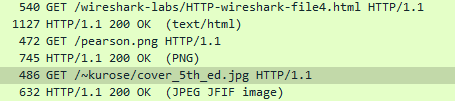 540 GET /wireshark-labs/HTTP-wireshark-file4.html HTTP/1.1
1127 HTTP/1.1 200 OK (text/html)
472 GET /pearson.png HTTP/1.1
745 HTTP/1.1 200 OK (PNG)
486 GET /~kurose/cover_5th_ed.jpg HTTP/1.1
632 HTTP/1.1 200 OK (JPEG JFIF image)